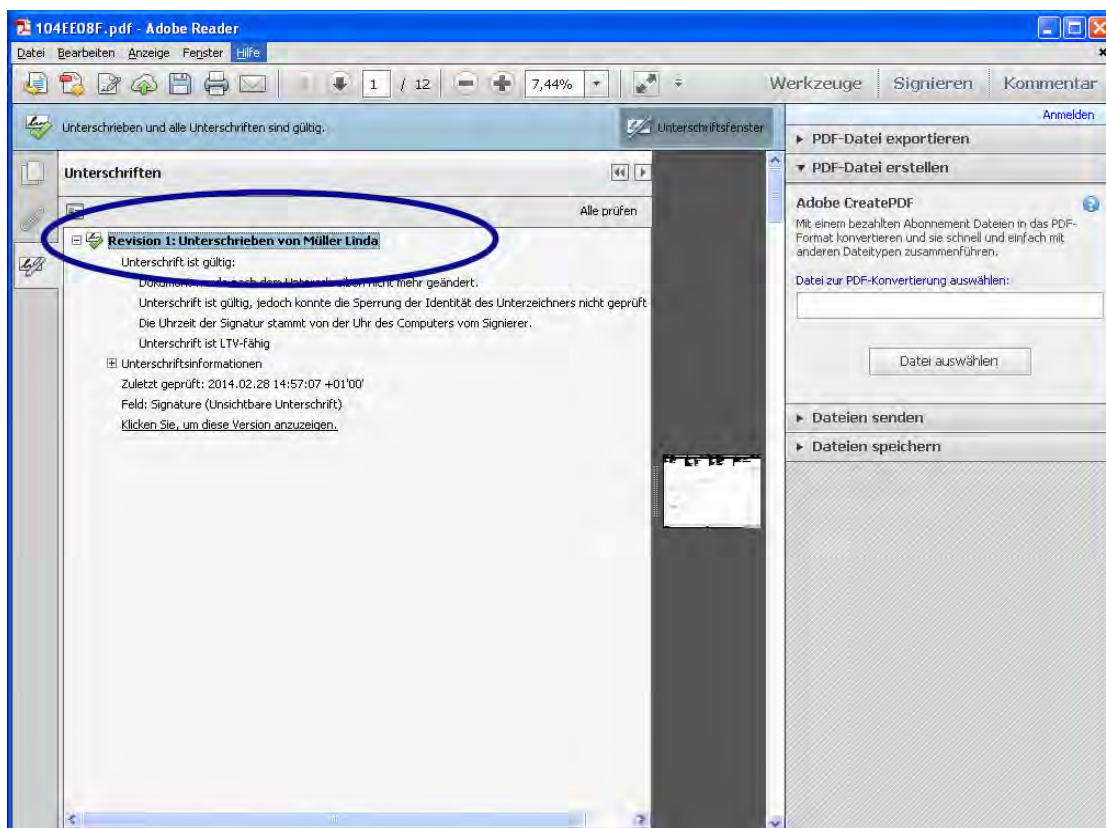 104EE08F.pdf - Adobe Reader
Datei Bearbeiten Anzeige Fenster Hilfe
1 / 12 7,44% Werkzeuge Signieren Kommentar
Unterschrieben und alle Unterschriften sind gültig. Unterschriftsfenster
Anmelden
Unterschriften
Alle prüfen
Revision 1: Unterschrieben von Müller Linda
Unterschrift ist gültig:
Dokument wurde nach dem Unterschreiben nicht mehr geändert.
Unterschrift ist gültig, jedoch konnte die Sperrung der Identität des Unterzeichners nicht geprüft
Die Uhrzeit der Signatur stammt von der Uhr des Computers vom Signierer.
Unterschrift ist LTV-fähig
Unterschriftsinformationen
Zuletzt geprüft: 2014.02.28 14:57:07 +01'00'
Feld: Signature (Unsichtbare Unterschrift)
Klicken Sie, um diese Version anzuzeigen.
PDF-Datei exportieren
PDF-Datei erstellen
Adobe CreatePDF
Mit einem bezahlten Abonnement Dateien in das PDF-
Format konvertieren und sie schnell und einfach mit
anderen Dateitypen zusammenführen.
Datei zur PDF-Konvertierung auswählen:
Datei auswählen
Dateien senden
Dateien speichern